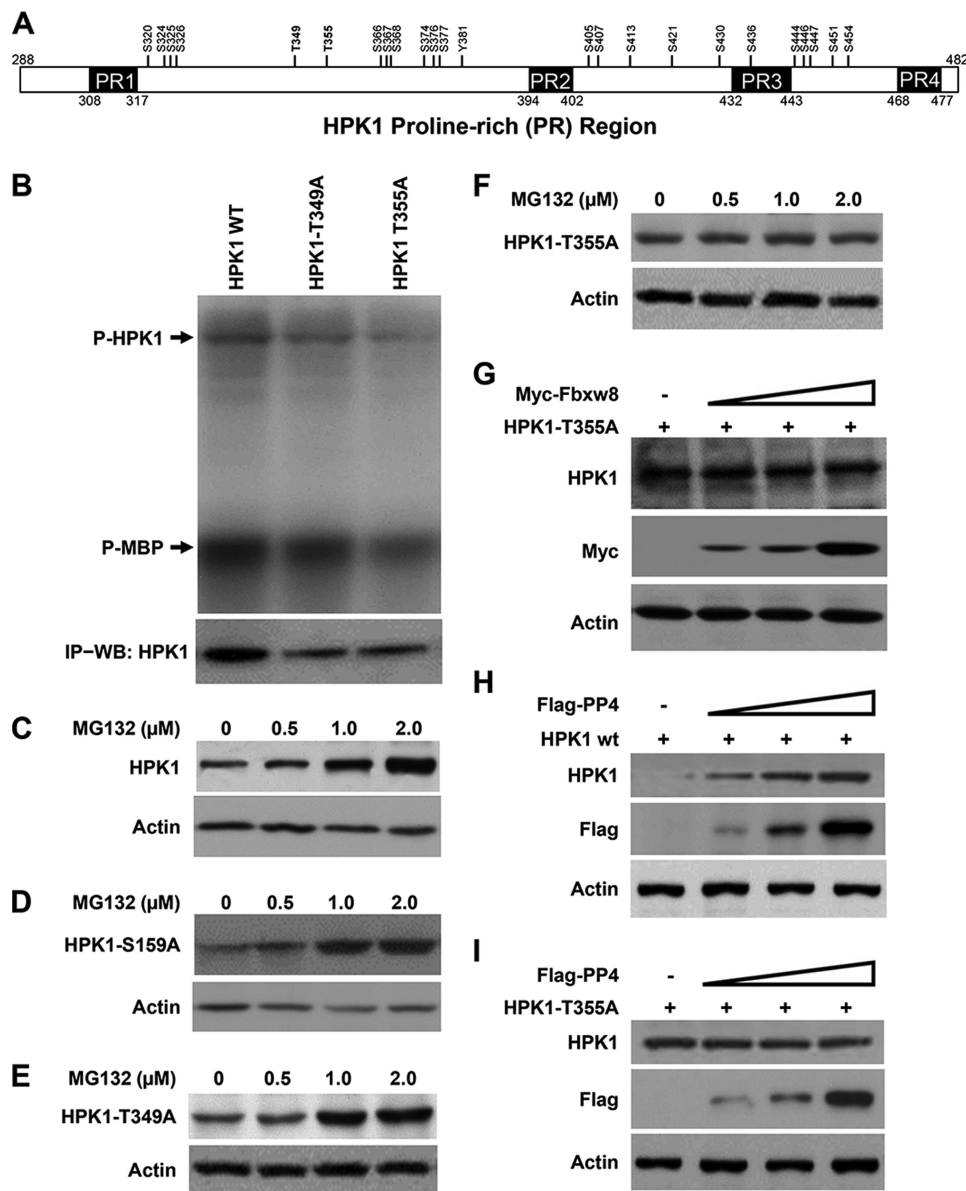 A
S320 S324 S325 S326 T349 T355 S366 S367 S368 S374 S376 S377 Y381 S405 S407 S413 S421 S430 S436 S444 S446 S447 S451 S454
288 482
PR1 PR2 PR3 PR4
308 317 394 402 432 443 468 477
HPK1 Proline-rich (PR) Region
B
HPK1 WT HPK1-T349A HPK1 T355A
P-HPK1
P-MBP
IP-WB: HPK1
C
MG132 (µM) 0 0.5 1.0 2.0
HPK1
Actin
D
MG132 (µM) 0 0.5 1.0 2.0
HPK1-S159A
Actin
E
MG132 (µM) 0 0.5 1.0 2.0
HPK1-T349A
Actin
F
MG132 (µM) 0 0.5 1.0 2.0
HPK1-T355A
Actin
G
Myc-Fbxw8 -
HPK1-T355A + + + +
HPK1
Myc
Actin
H
Flag-PP4 -
HPK1 wt + + + +
HPK1
Flag
Actin
I
Flag-PP4 -
HPK1-T355A + + + +
HPK1
Flag
Actin